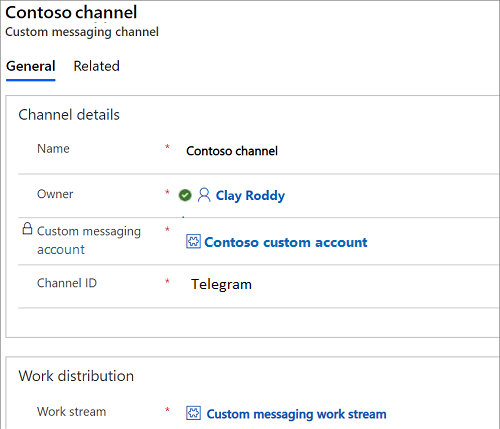 Contoso channel
Custom messaging channel
General Related
Channel details
Name * Contoso channel
Owner * Clay Roddy
Custom messaging account * Contoso custom account
Channel ID * Telegram
Work distribution
Work stream * Custom messaging work stream